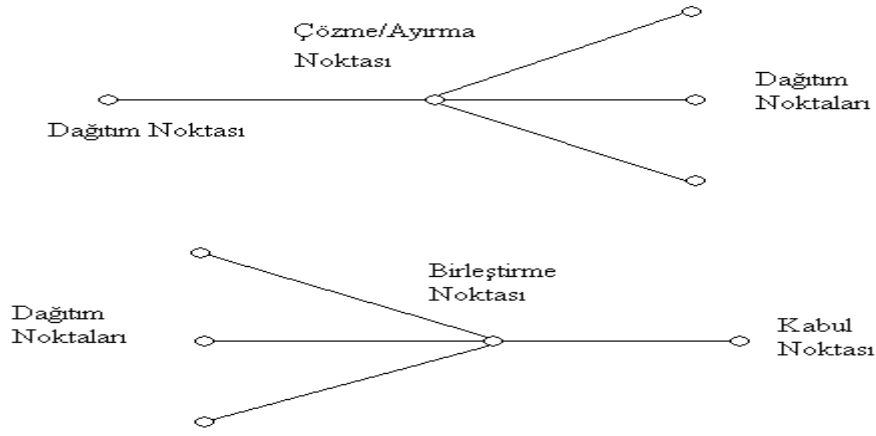 Çözme/Ayırma
Noktası
Dağıtım
Noktaları
Dağıtım Noktası
Birleştirme
Noktası
Dağıtım
Noktaları
Kabul
Noktası